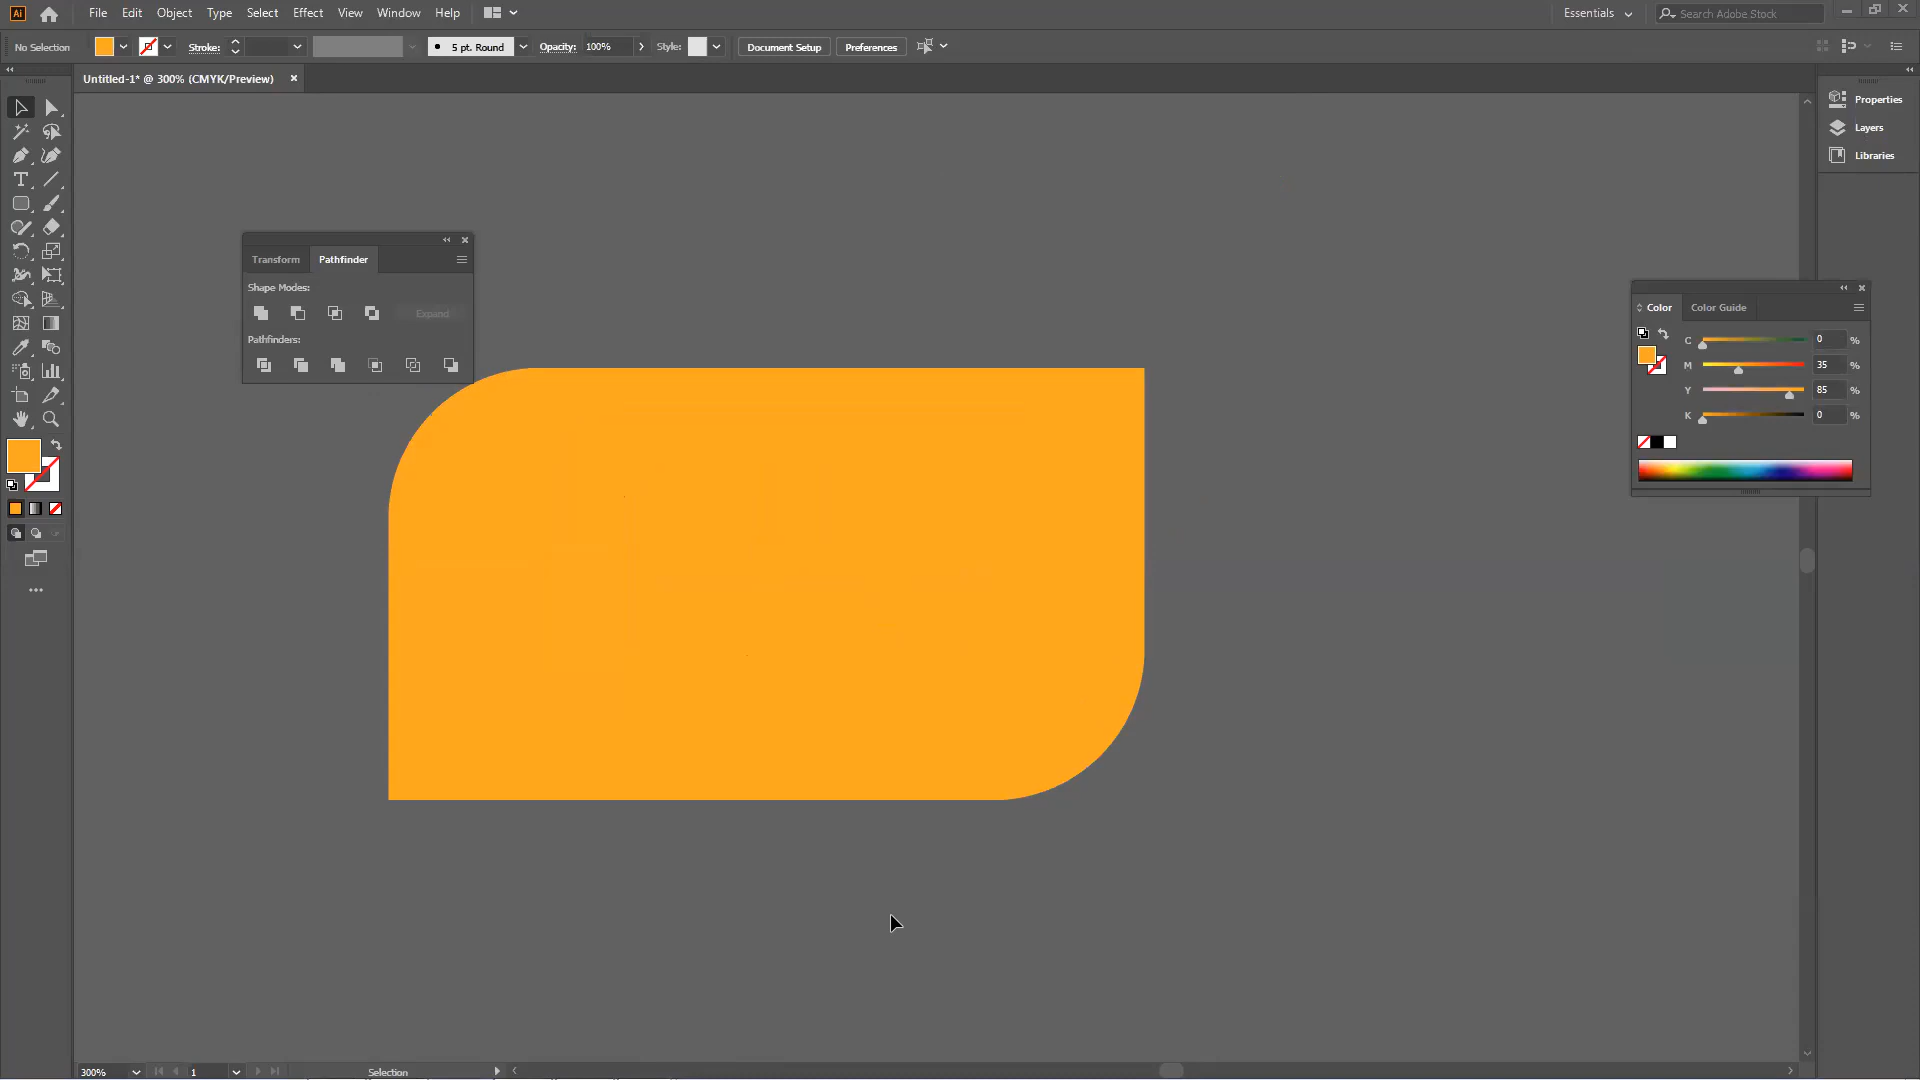 Ai File Edit Object Type Select Effect View Window Help Essentials Search Adobe Stock
No Selection Stroke: 5 pt. Round Opacity: 100% Style: Document Setup Preferences
Untitled-1* @ 300% (CMYK/Preview)
Properties
Layers
Libraries
Transform Pathfinder
Shape Modes:
Expand
Pathfinders:
Color Color Guide
C 0 %
M 35 %
Y 85 %
K 0 %
T
300% 1 Selection